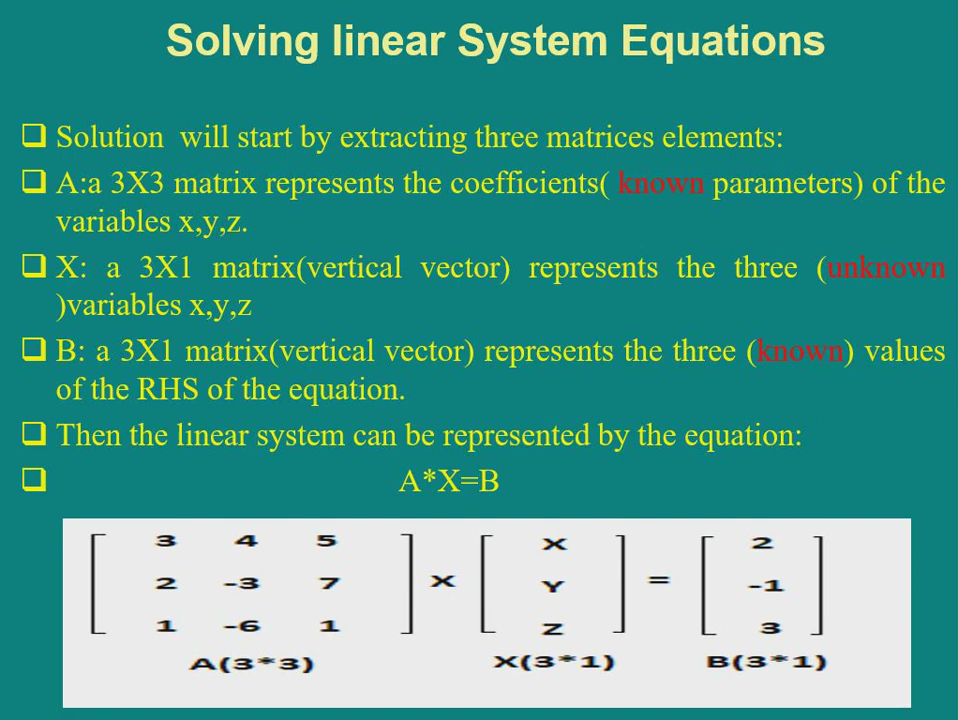 Solving linear System Equations
Solution will start by extracting three matrices elements:
A:a 3X3 matrix represents the coefficients( known parameters) of the
variables x,y,z.
X: a 3X1 matrix(vertical vector) represents the three (unknown
)variables x,y,z
B: a 3X1 matrix(vertical vector) represents the three (known) values
of the RHS of the equation.
Then the linear system can be represented by the equation:
A*X=B
3 4 5 X 2
2 -3 7 x Y = -1
1 -6 1 Z 3
A(3*3) X(3*1) B(3*1)